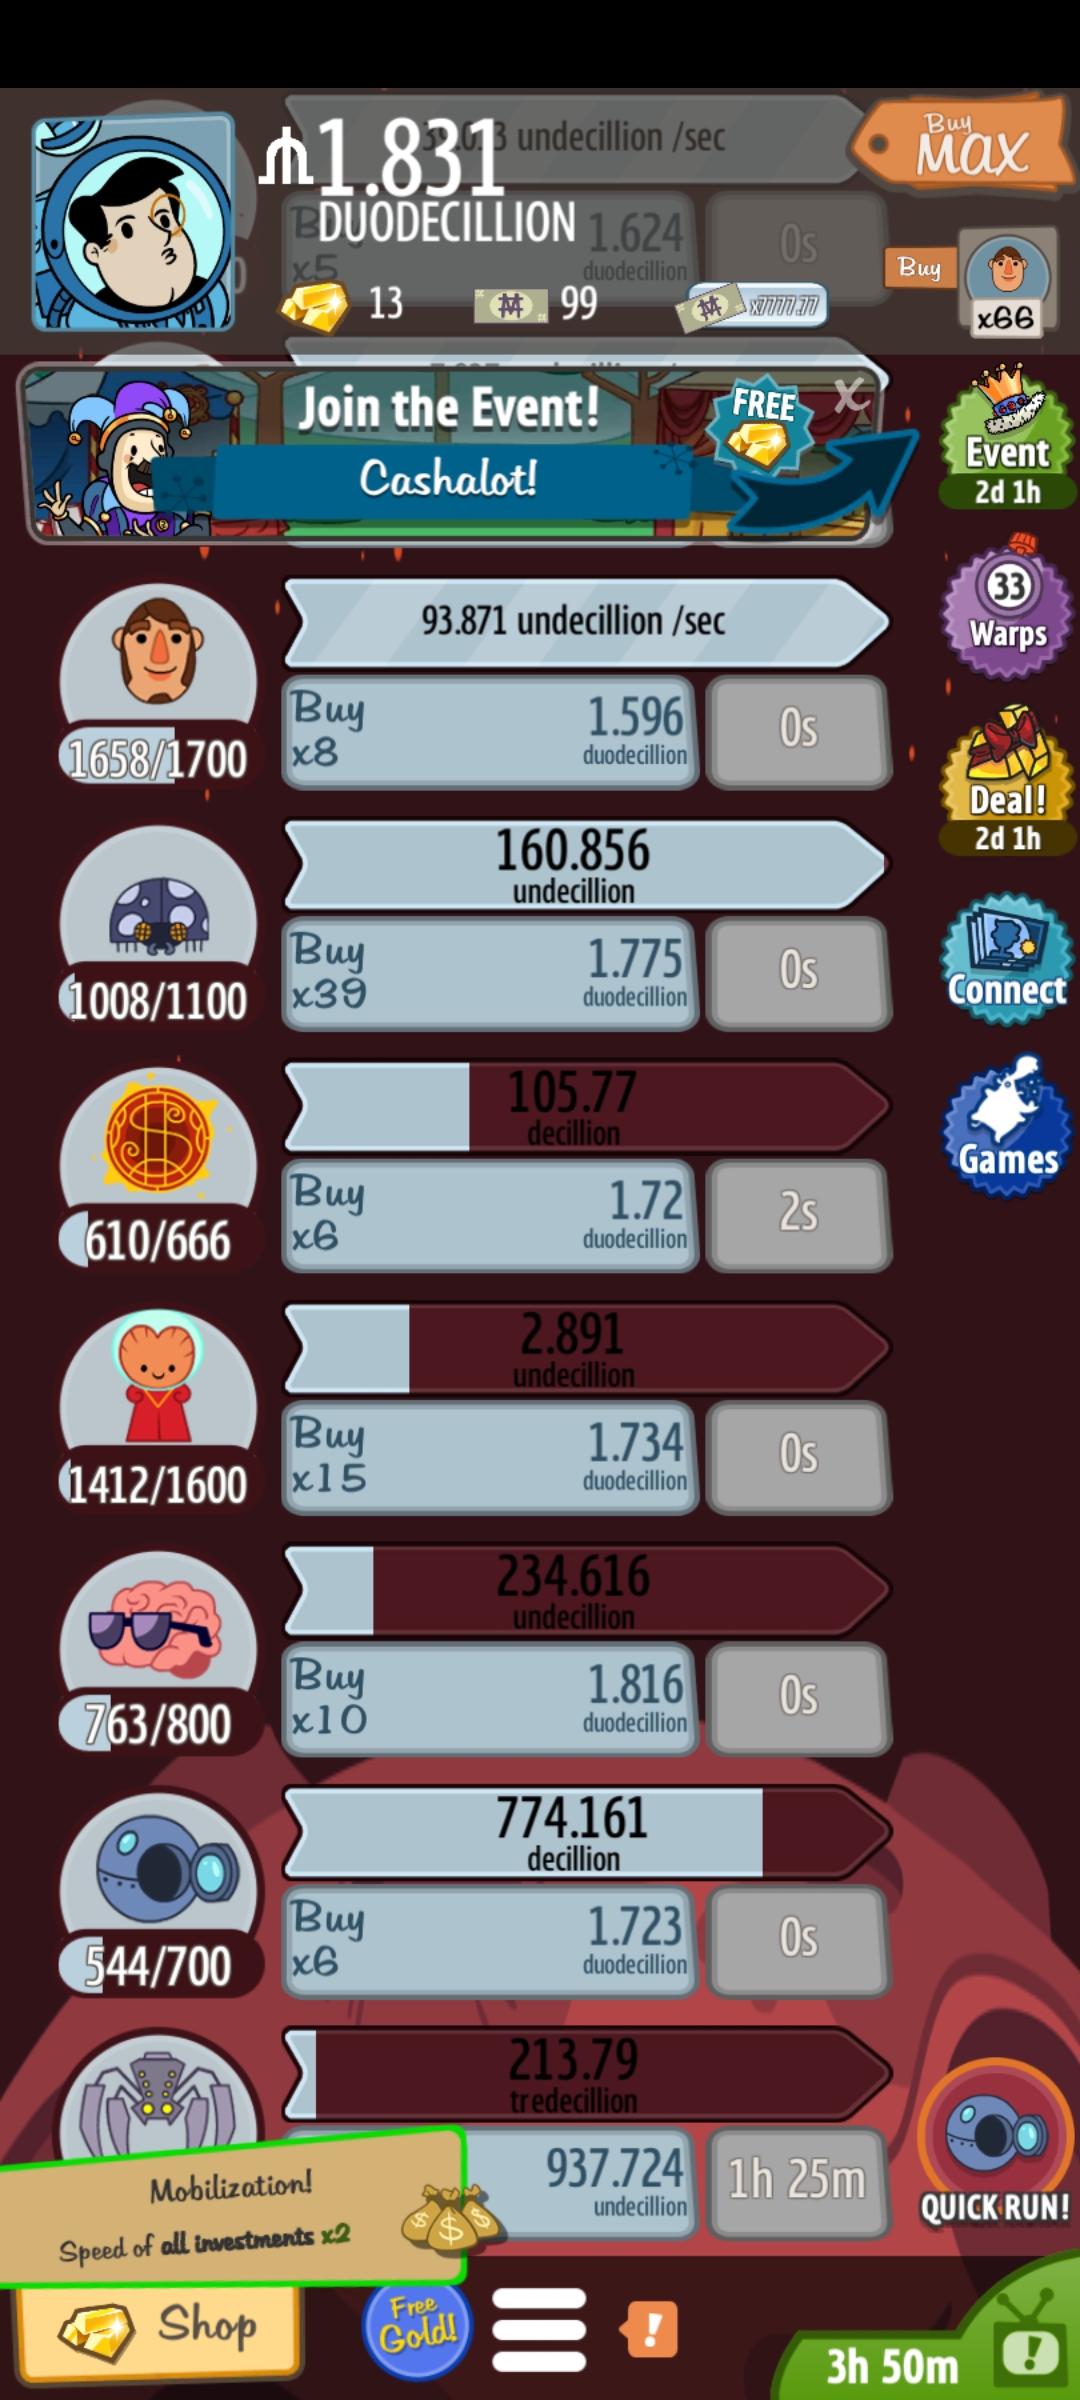 undecillion /sec
1.831
DUODECILLION
Buy
MAX
Buy
x5
1.624
duodecillion
0s
13
99
x7777.77
Buy
x66
Join the Event!
FREE
X
Cashalot!
Event
2d 1h
93.871 undecillion /sec
33
Warps
1658/1700
Buy
x8
1.596
duodecillion
0s
Deal!
2d 1h
160.856
undecillion
1008/1100
Buy
x39
1.775
duodecillion
0s
Connect
105.77
decillion
610/666
Buy
x6
1.72
duodecillion
2s
Games
2.891
undecillion
1412/1600
Buy
x15
1.734
duodecillion
0s
234.616
undecillion
763/800
Buy
x10
1.816
duodecillion
0s
774.161
decillion
544/700
Buy
x6
1.723
duodecillion
0s
213.79
tredecillion
937.724
undecillion
1h 25m
QUICK RUN!
Mobilization!
Speed of all investments x2
Shop
Free
Gold!
!
3h 50m
!